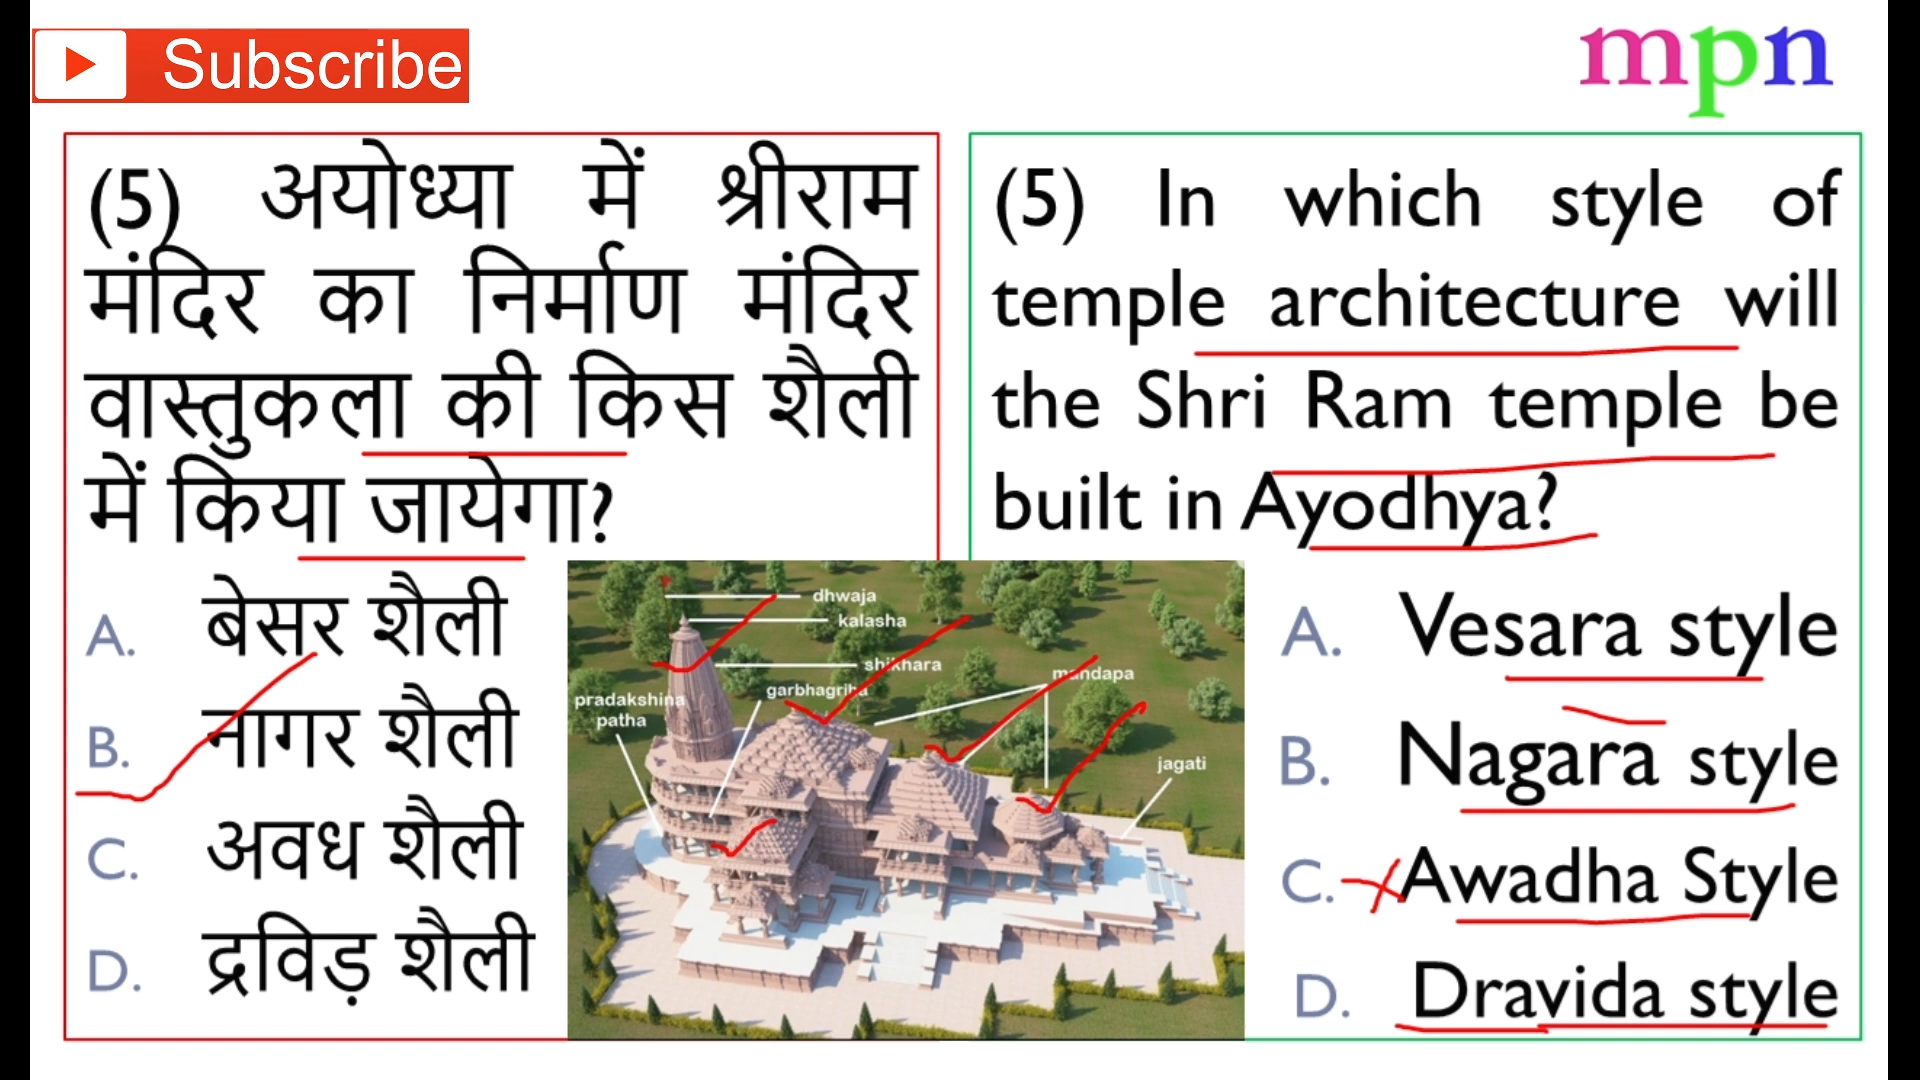 Subscribe
mpn
(5) अयोध्या में श्रीराम
मंदिर का निर्माण मंदिर
वास्तुकला की किस शैली
में किया जायेगा?
A. बेसर शैली
B. नागर शैली
C. अवध शैली
D. द्रविड़ शैली
dhwaja
kalasha
shikhara
garbhagriha
mandapa
pradakshina
patha
jagati
(5) In which style of
temple architecture will
the Shri Ram temple be
built in Ayodhya?
A. Vesara style
B. Nagara style
C. Awadha Style
D. Dravida style